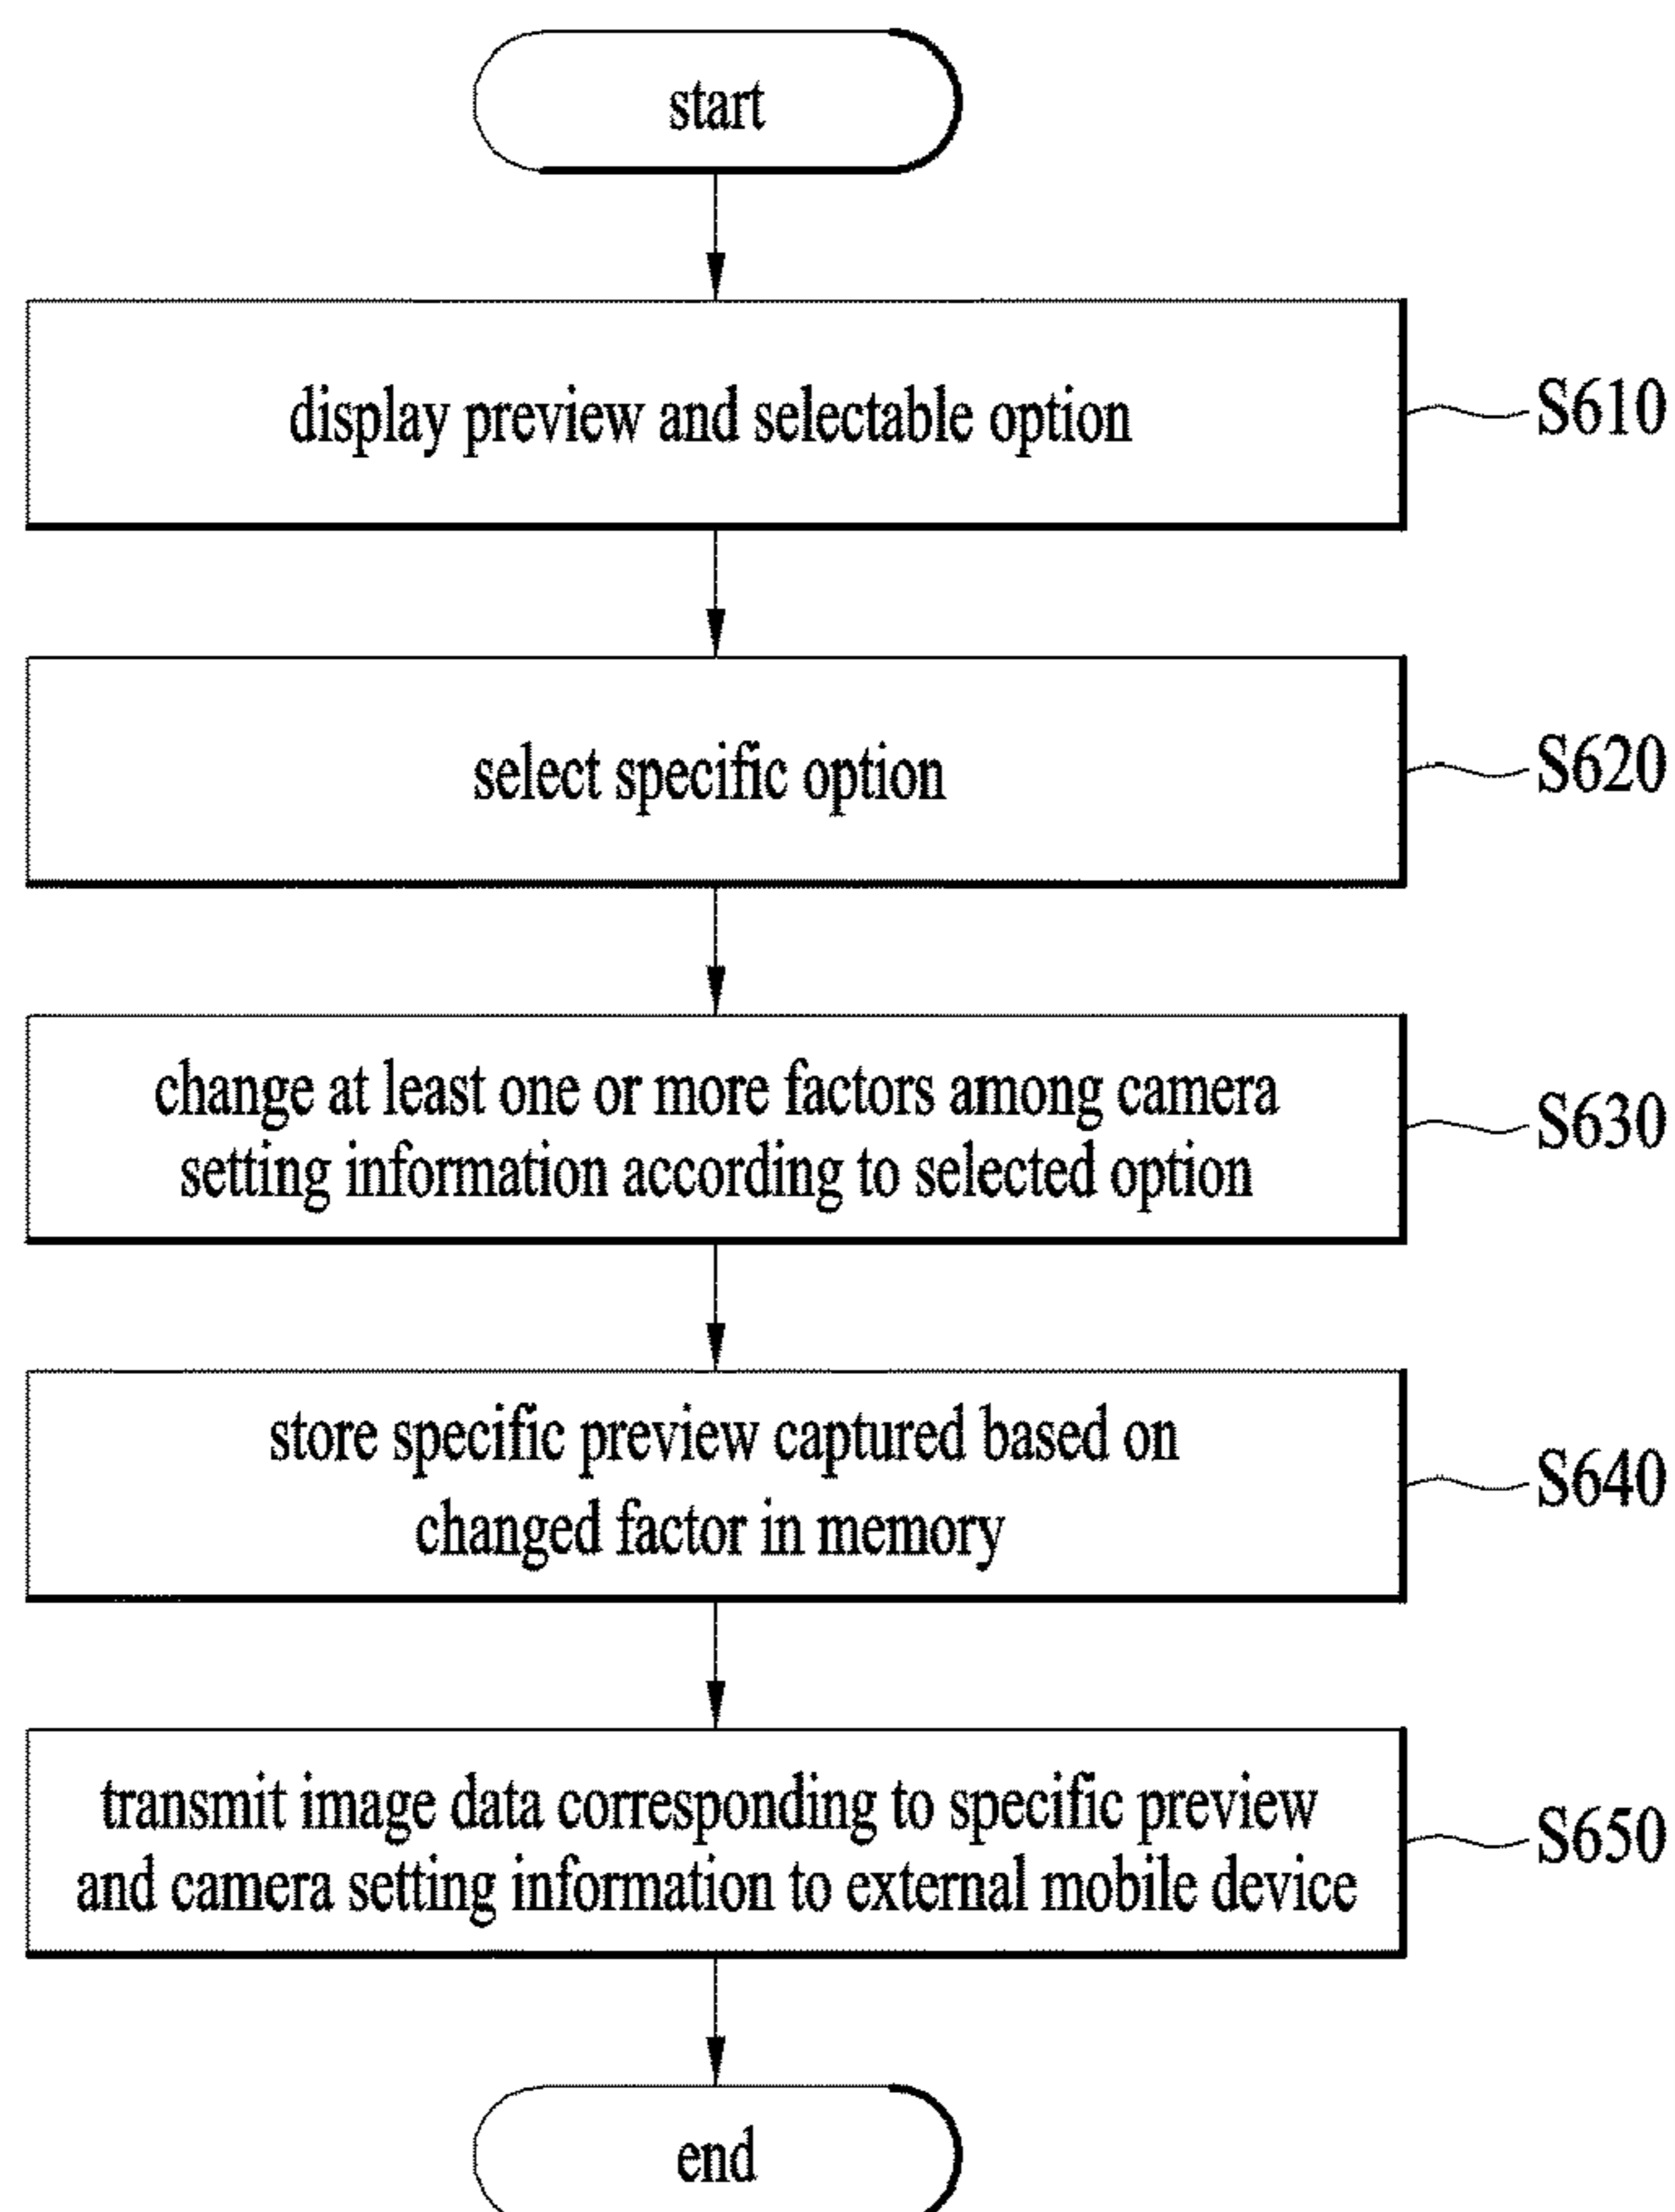 start
display preview and selectable option
S610
select specific option
S620
change at least one or more factors among camera
setting information according to selected option
S630
store specific preview captured based on
changed factor in memory
S640
transmit image data corresponding to specific preview
and camera setting information to external mobile device
S650
end